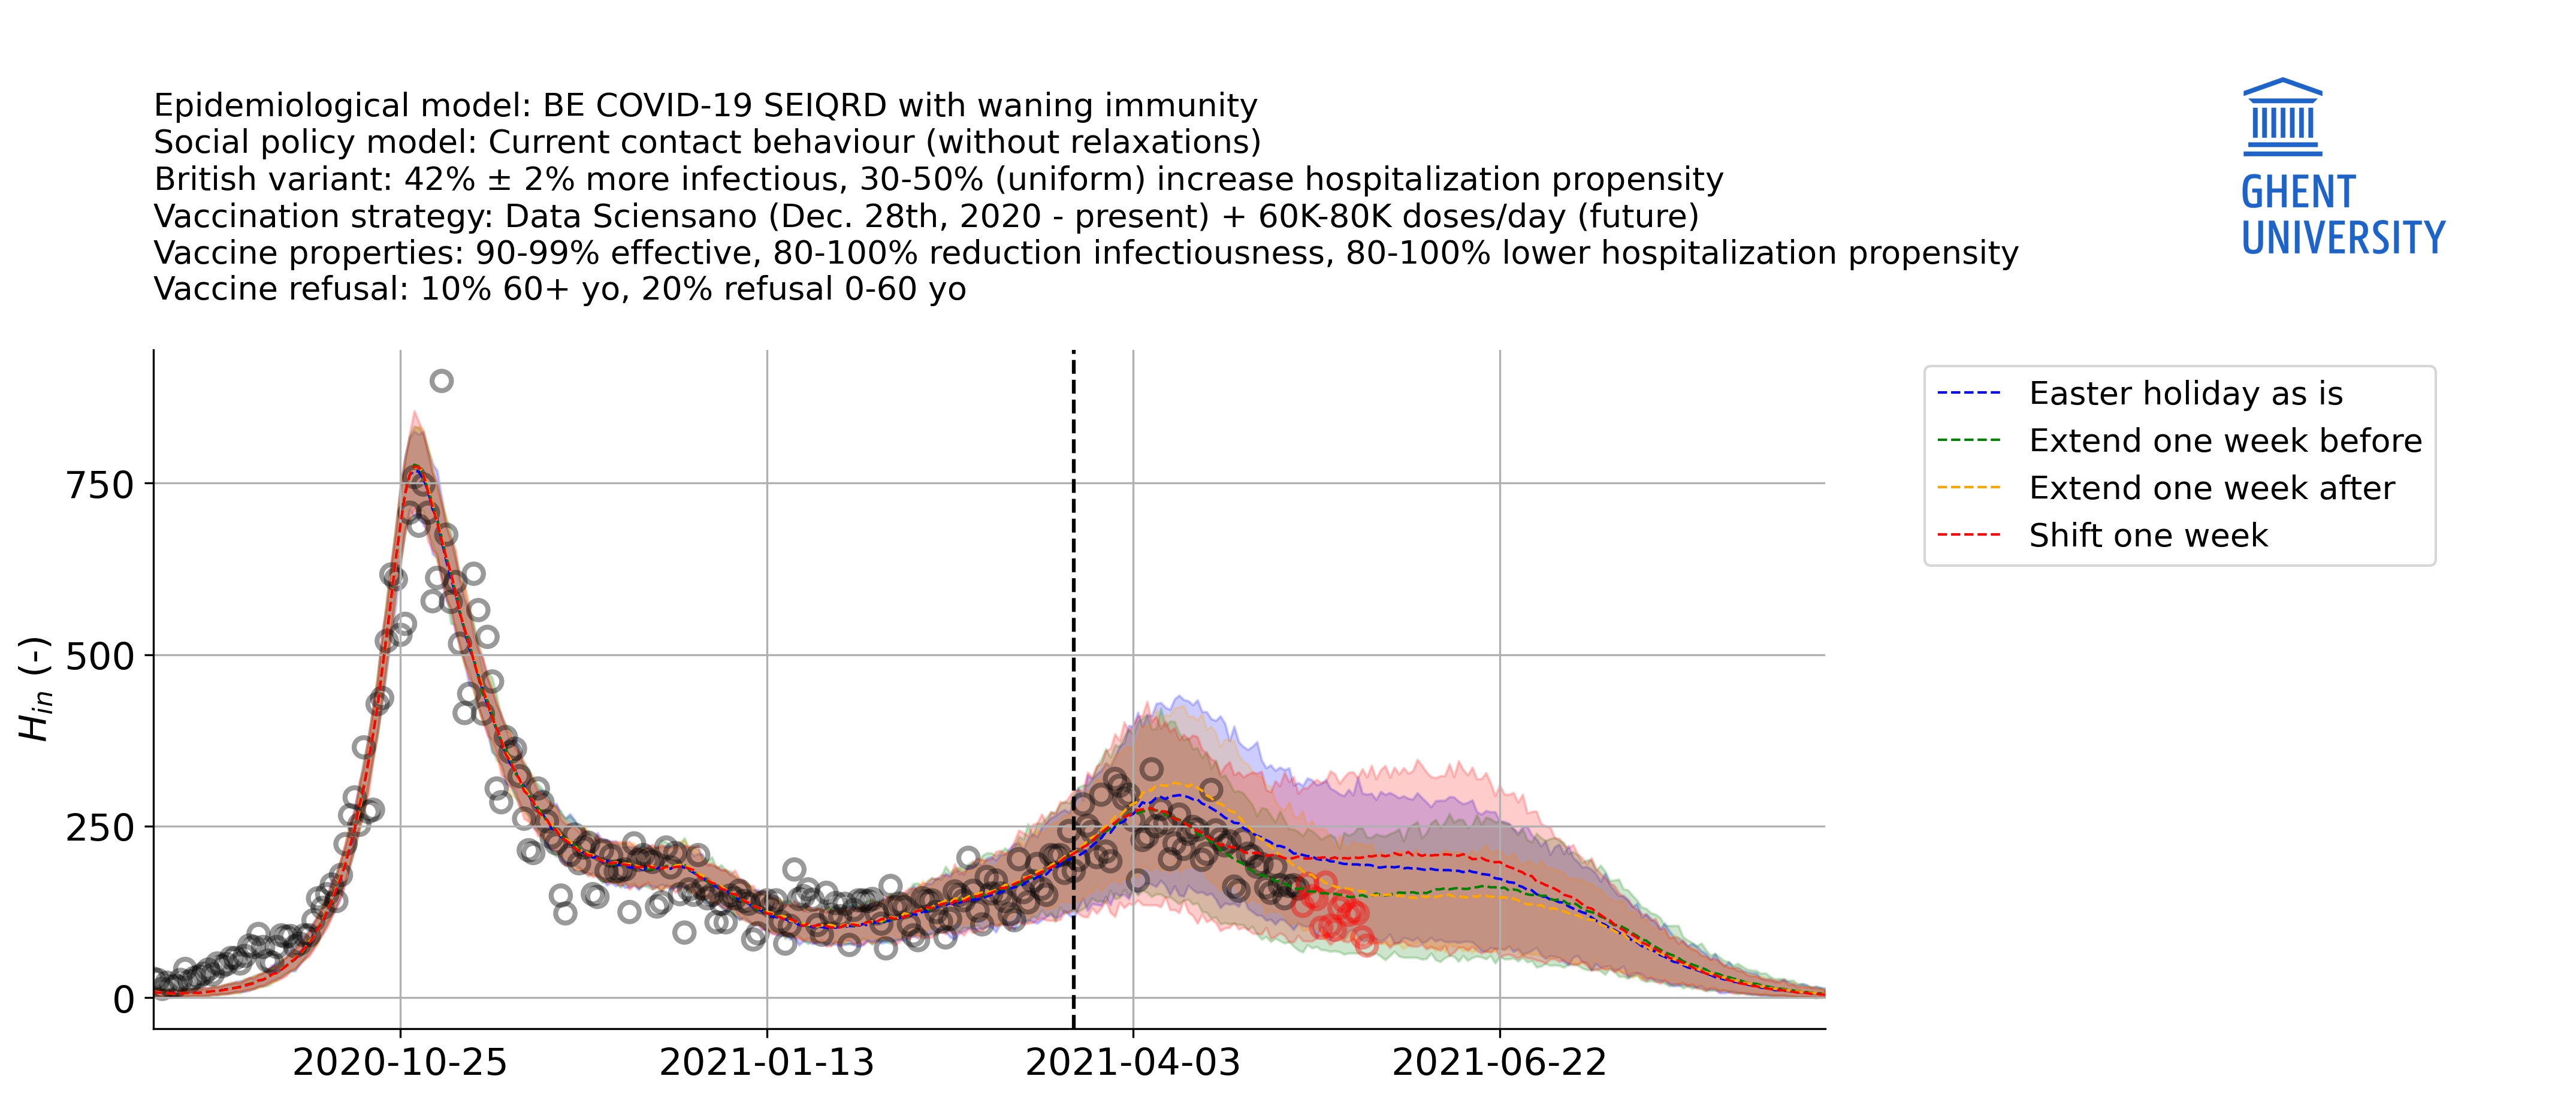 Epidemiological model: BE COVID-19 SEIQRD with waning immunity
Social policy model: Current contact behaviour (without relaxations)
British variant: 42% ± 2% more infectious, 30-50% (uniform) increase hospitalization propensity
Vaccination strategy: Data Sciensano (Dec. 28th, 2020 - present) + 60K-80K doses/day (future)
Vaccine properties: 90-99% effective, 80-100% reduction infectiousness, 80-100% lower hospitalization propensity
Vaccine refusal: 10% 60+ yo, 20% refusal 0-60 yo
GHENT
UNIVERSITY
Easter holiday as is
Extend one week before
Extend one week after
Shift one week
H_in (-)
750
500
250
0
2020-10-25
2021-01-13
2021-04-03
2021-06-22